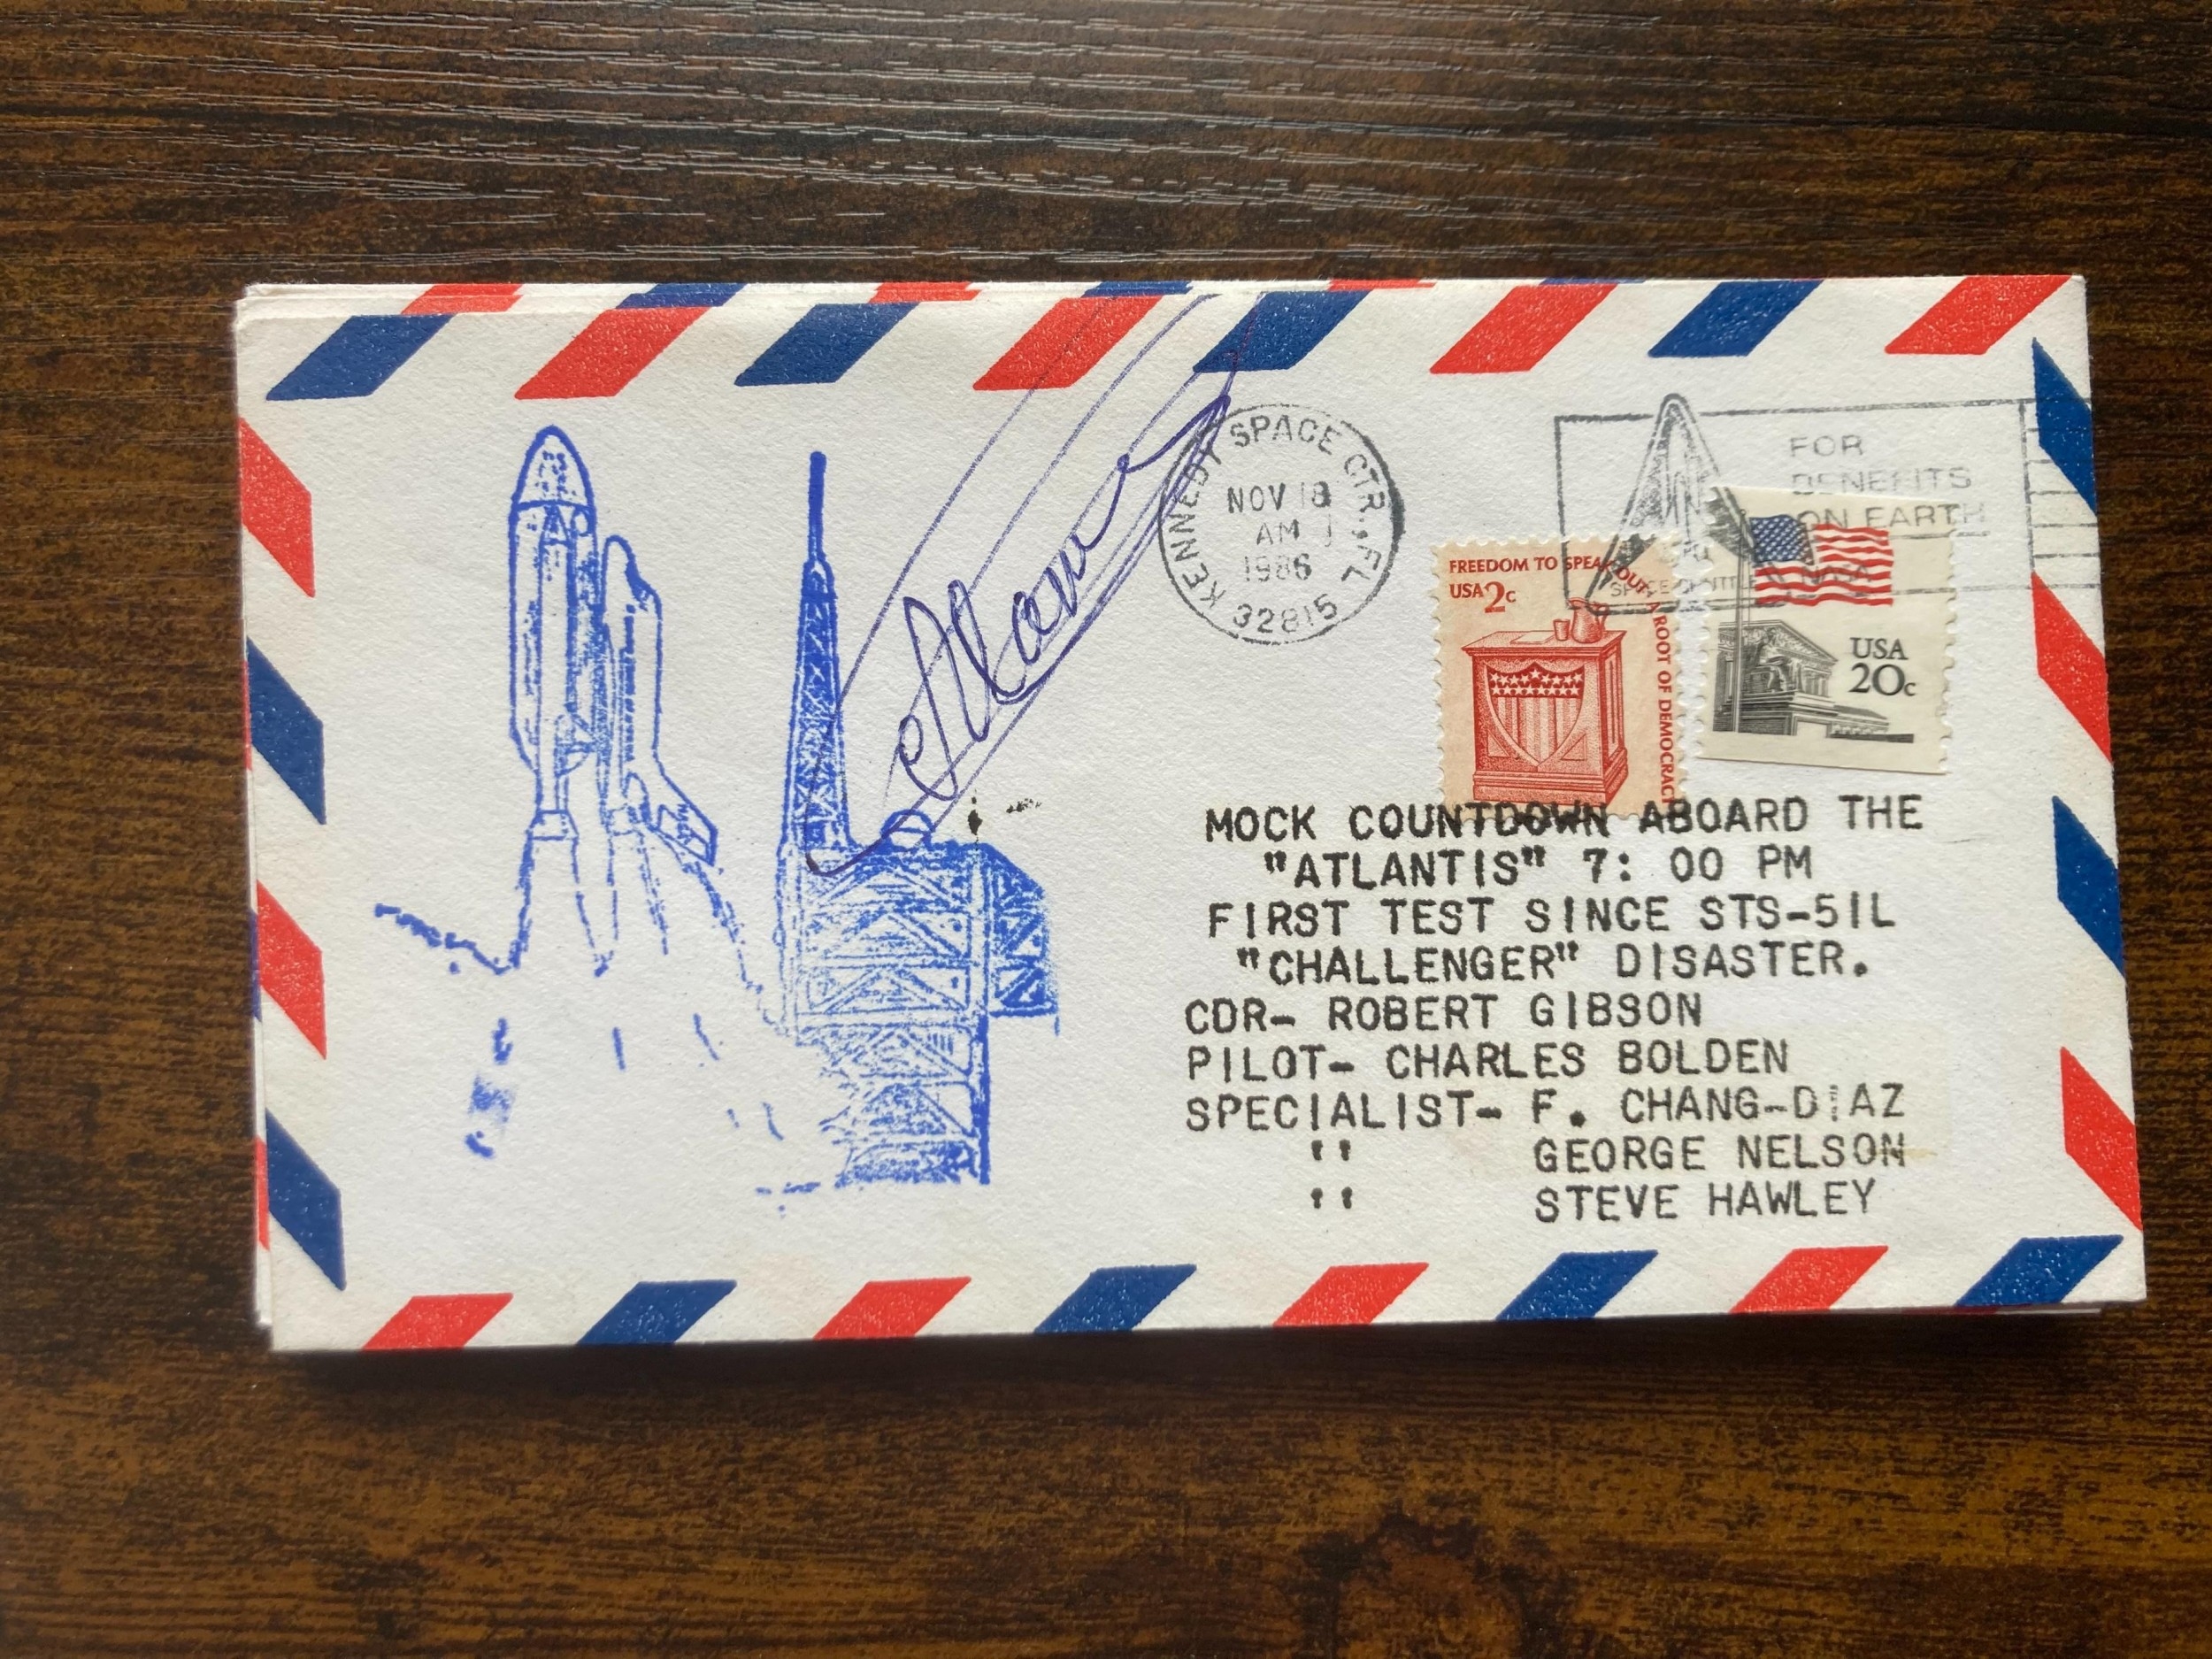 KENNEDY SPACE CTR., FL
NOV 18
AM
1986
32815
FOR
BENEFITS
ON EARTH
FREEDOM TO SPEAK OUT A ROOT OF DEMOCRACY
USA 2c
USA
20c
MOCK COUNTDOWN ABOARD THE
"ATLANTIS" 7: 00 PM
FIRST TEST SINCE STS-51L
"CHALLENGER" DISASTER.
CDR- ROBERT GIBSON
PILOT- CHARLES BOLDEN
SPECIALIST- F. CHANG-DIAZ
" GEORGE NELSON
" STEVE HAWLEY